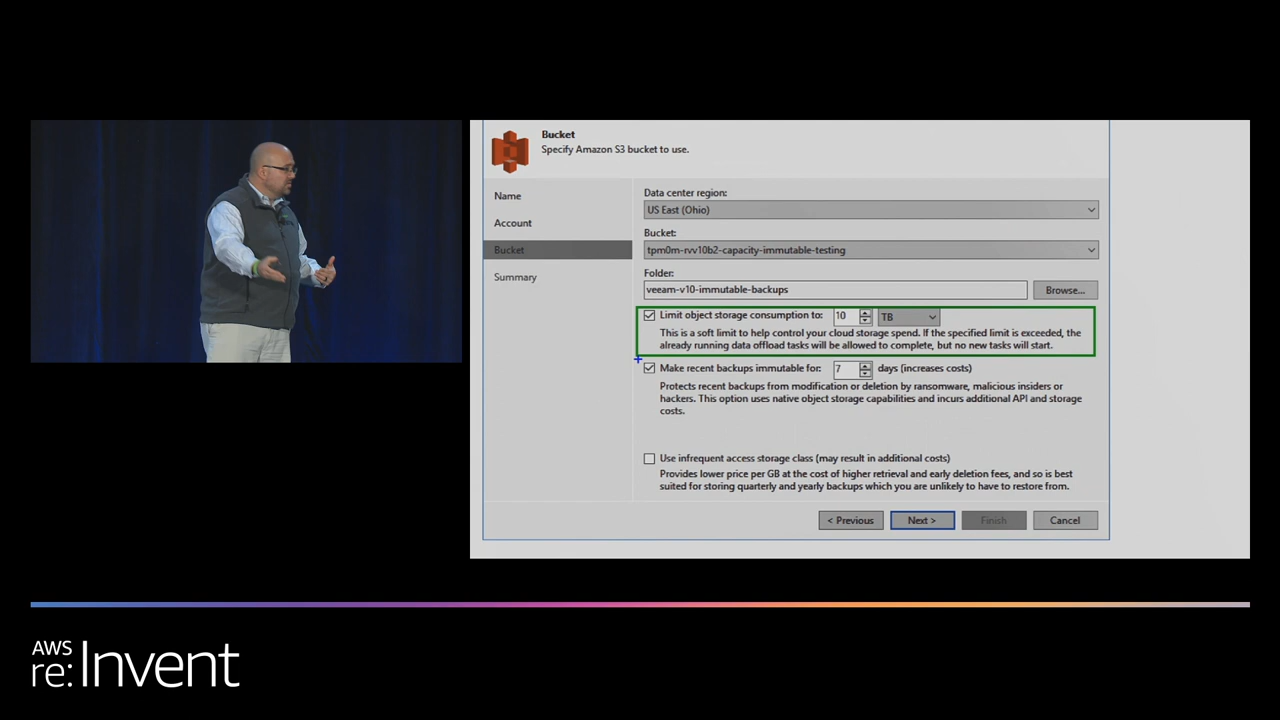 Bucket
Specify Amazon S3 bucket to use.
Name
Account
Bucket
Summary
Data center region:
US East (Ohio)
Bucket:
tpm0m-rvv10b2-capacity-immutable-testing
Folder:
veeam-v10-immutable-backups
Browse...
Limit object storage consumption to: 10 TB
This is a soft limit to help control your cloud storage spend. If the specified limit is exceeded, the
already running data offload tasks will be allowed to complete, but no new tasks will start.
Make recent backups immutable for: 7 days (increases costs)
Protects recent backups from modification or deletion by ransomware, malicious insiders or
hackers. This option uses native object storage capabilities and incurs additional API and storage
costs.
Use infrequent access storage class (may result in additional costs)
Provides lower price per GB at the cost of higher retrieval and early deletion fees, and so is best
suited for storing quarterly and yearly backups which you are unlikely to have to restore from.
< Previous Next > Finish Cancel
AWS
re:Invent